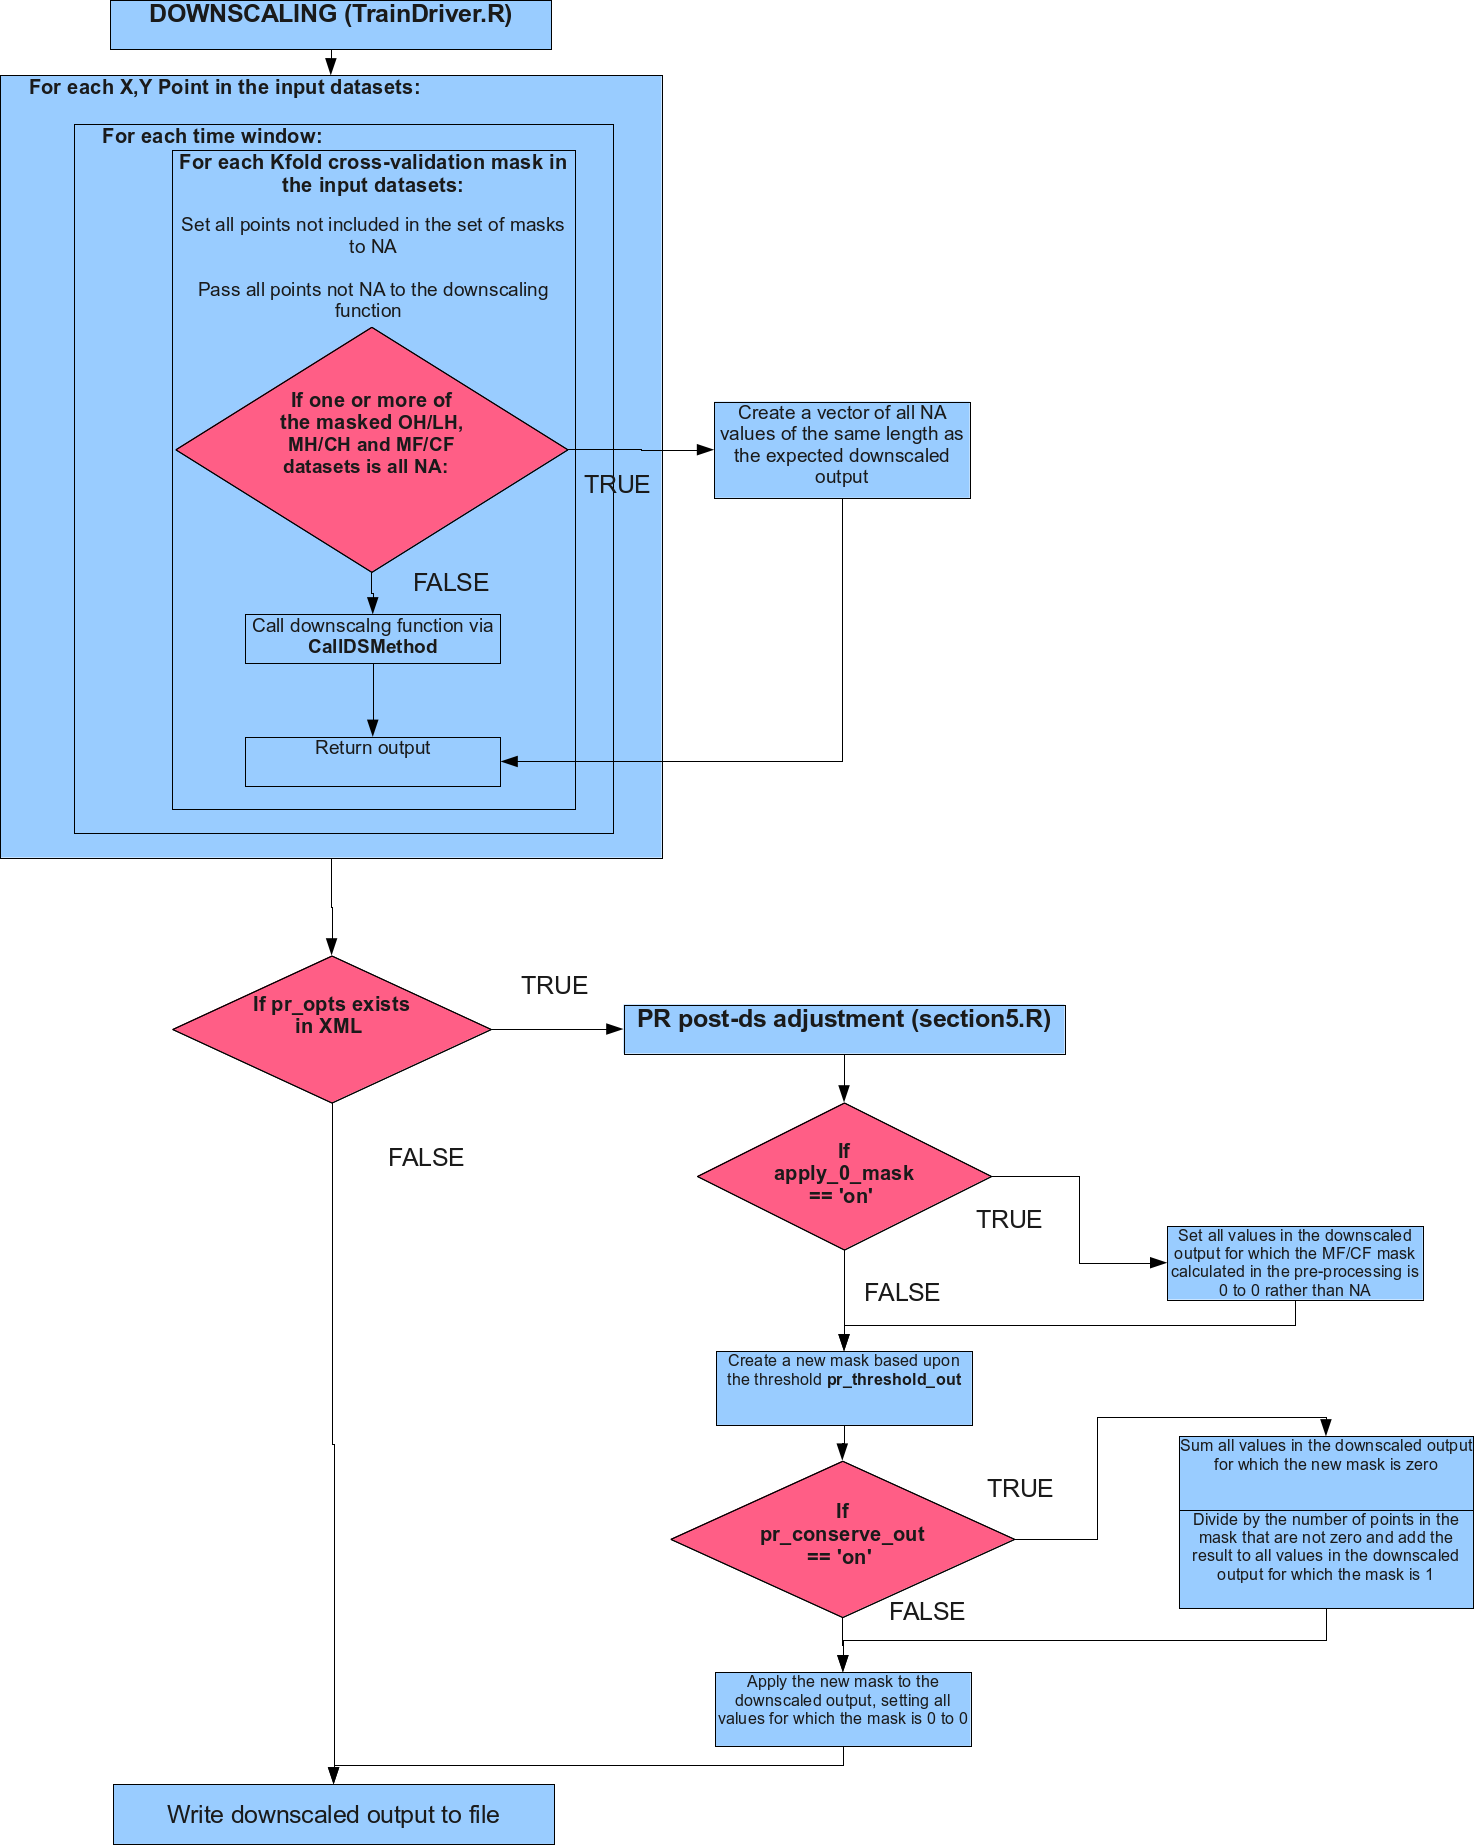 DOWNSCALING (TrainDriver.R)
For each X,Y Point in the input datasets:
For each time window:
For each Kfold cross-validation mask in
the input datasets:
Set all points not included in the set of masks
to NA
Pass all points not NA to the downscaling
function
If one or more of
the masked OH/LH,
MH/CH and MF/CF
datasets is all NA:
TRUE
Create a vector of all NA
values of the same length as
the expected downscaled
output
FALSE
Call downscalng function via
CallDSMethod
Return output
If pr_opts exists
in XML
TRUE
PR post-ds adjustment (section5.R)
FALSE
If
apply_0_mask
== 'on'
TRUE
Set all values in the downscaled
output for which the MF/CF mask
calculated in the pre-processing is
0 to 0 rather than NA
FALSE
Create a new mask based upon
the threshold pr_threshold_out
If
pr_conserve_out
== 'on'
TRUE
Sum all values in the downscaled output
for which the new mask is zero
Divide by the number of points in the
mask that are not zero and add the
result to all values in the downscaled
output for which the mask is 1
FALSE
Apply the new mask to the
downscaled output, setting all
values for which the mask is 0 to 0
Write downscaled output to file